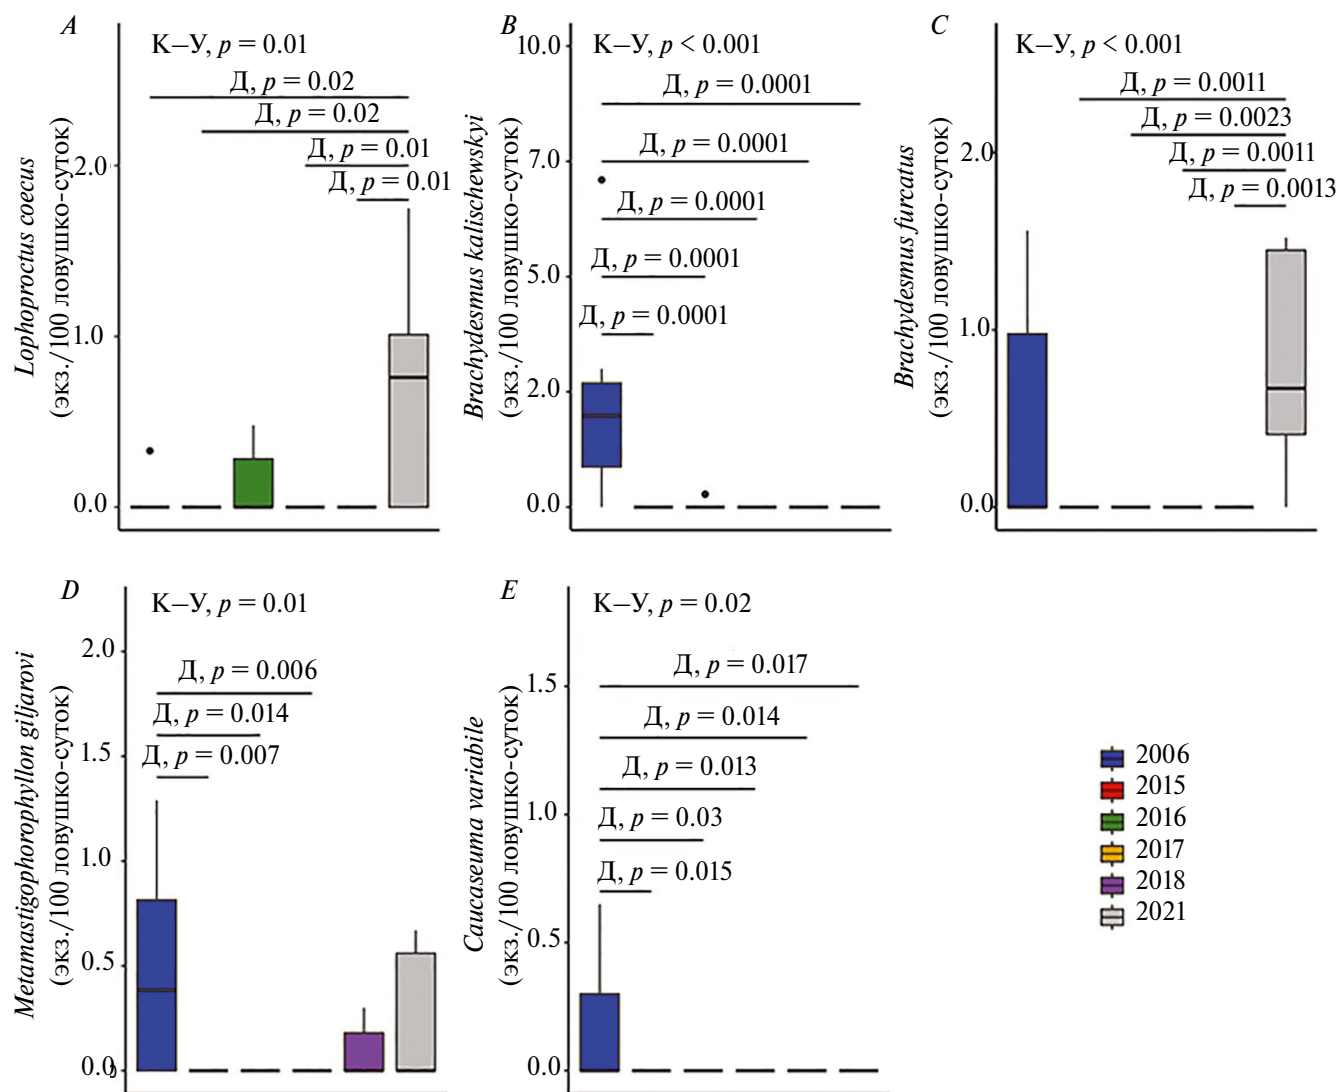 A
К–У, p = 0.01
Д, p = 0.02
Д, p = 0.02
Д, p = 0.01
Д, p = 0.01
Lophoproctus coecus
(экз./100 ловушко-суток)
2.0
1.0
0.0
B
К–У, p < 0.001
Д, p = 0.0001
Д, p = 0.0001
Д, p = 0.0001
Д, p = 0.0001
Д, p = 0.0001
Brachydesmus kalischewskyi
(экз./100 ловушко-суток)
10.0
7.0
5.0
2.0
0.0
C
К–У, p < 0.001
Д, p = 0.0011
Д, p = 0.0023
Д, p = 0.0011
Д, p = 0.0013
Brachydesmus furcatus
(экз./100 ловушко-суток)
2.0
1.0
0.0
D
К–У, p = 0.01
Д, p = 0.006
Д, p = 0.014
Д, p = 0.007
Metamastigophorophyllon giljarovi
(экз./100 ловушко-суток)
2.0
1.5
1.0
0.5
0.0
E
К–У, p = 0.02
Д, p = 0.017
Д, p = 0.014
Д, p = 0.013
Д, p = 0.03
Д, p = 0.015
Caucaseuma variabile
(экз./100 ловушко-суток)
1.5
1.0
0.5
0.0
2006
2015
2016
2017
2018
2021